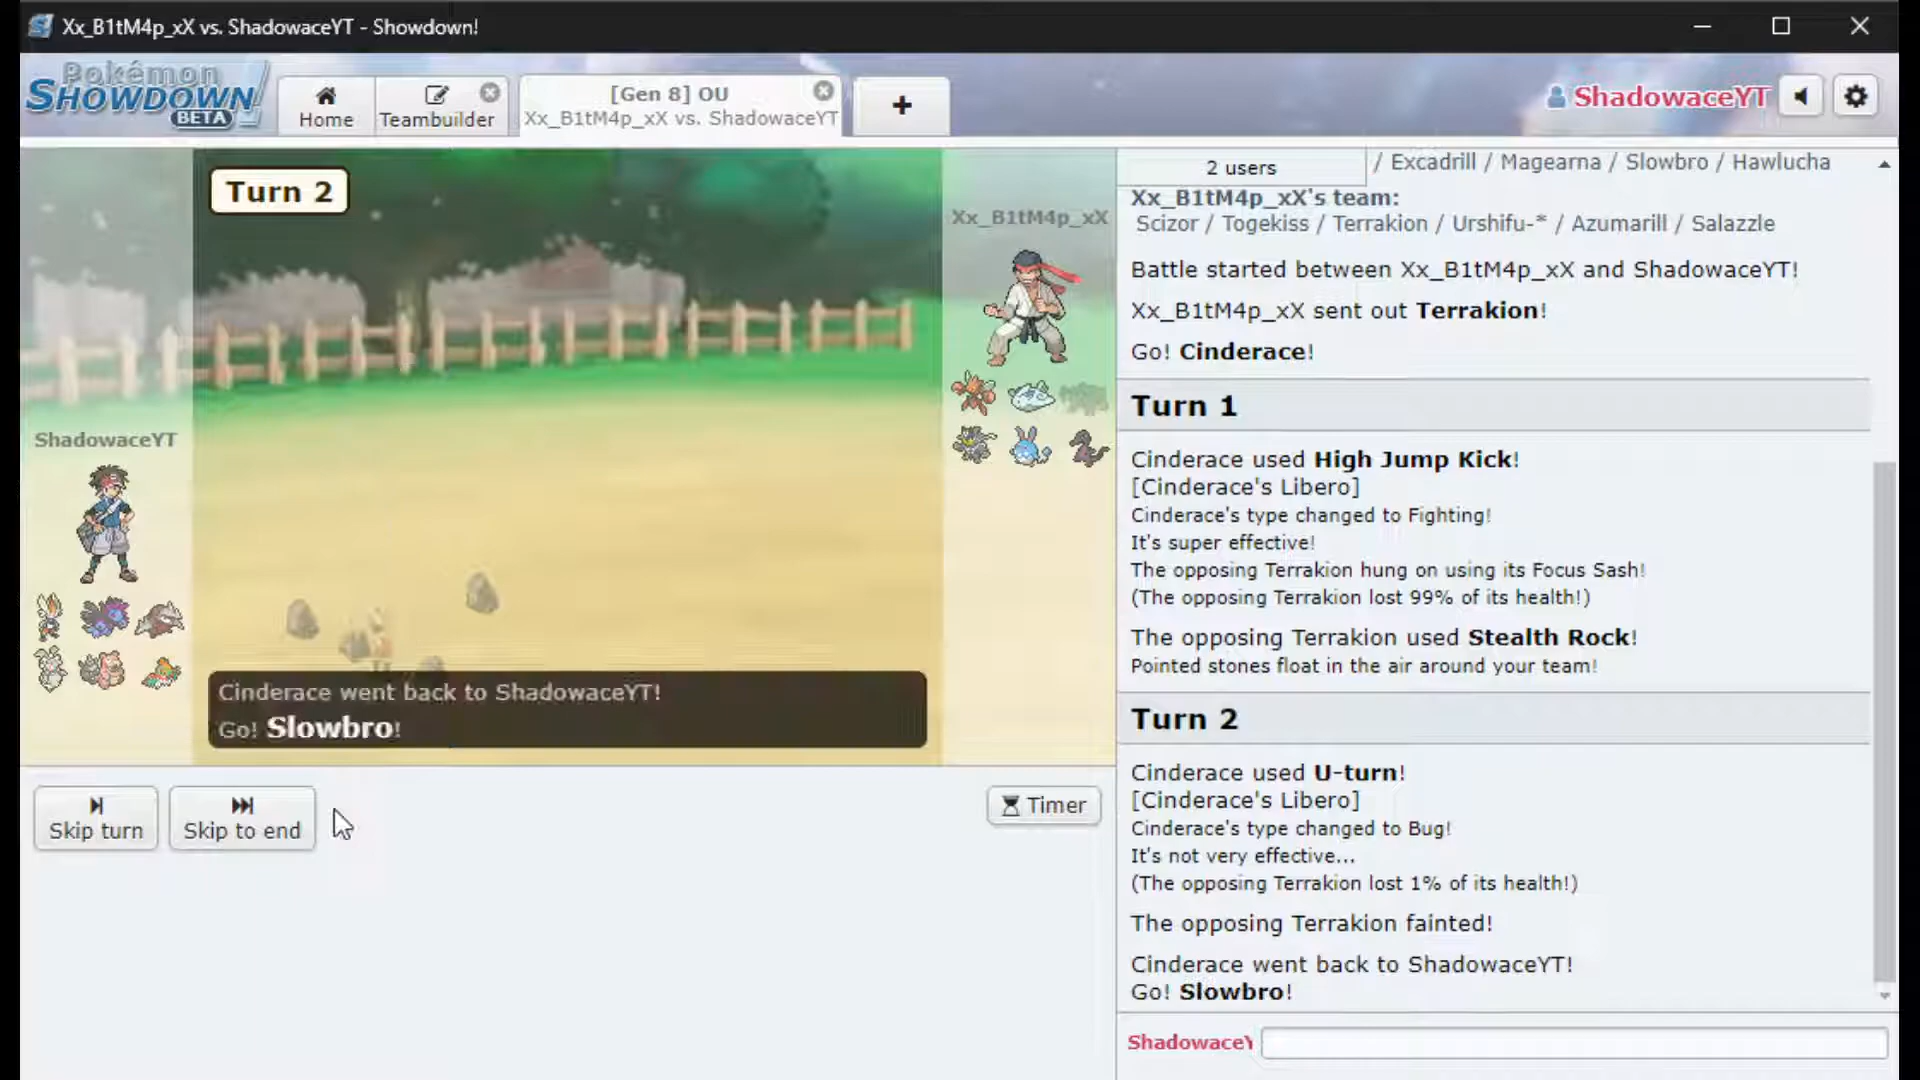 Xx_B1tM4p_xX vs. ShadowaceYT - Showdown!
Pokémon
SHOWDOWN!
BETA
Home
Teambuilder
[Gen 8] OU
Xx_B1tM4p_xX vs. ShadowaceYT
+
ShadowaceYT
Turn 2
Xx_B1tM4p_xX
ShadowaceYT
Cinderace went back to ShadowaceYT!
Go! Slowbro!
Skip turn
Skip to end
Timer
2 users
/ Excadrill / Magearna / Slowbro / Hawlucha
Xx_B1tM4p_xX's team:
Scizor / Togekiss / Terrakion / Urshifu-* / Azumarill / Salazzle
Battle started between Xx_B1tM4p_xX and ShadowaceYT!
Xx_B1tM4p_xX sent out Terrakion!
Go! Cinderace!
Turn 1
Cinderace used High Jump Kick!
[Cinderace's Libero]
Cinderace's type changed to Fighting!
It's super effective!
The opposing Terrakion hung on using its Focus Sash!
(The opposing Terrakion lost 99% of its health!)
The opposing Terrakion used Stealth Rock!
Pointed stones float in the air around your team!
Turn 2
Cinderace used U-turn!
[Cinderace's Libero]
Cinderace's type changed to Bug!
It's not very effective...
(The opposing Terrakion lost 1% of its health!)
The opposing Terrakion fainted!
Cinderace went back to ShadowaceYT!
Go! Slowbro!
ShadowaceY